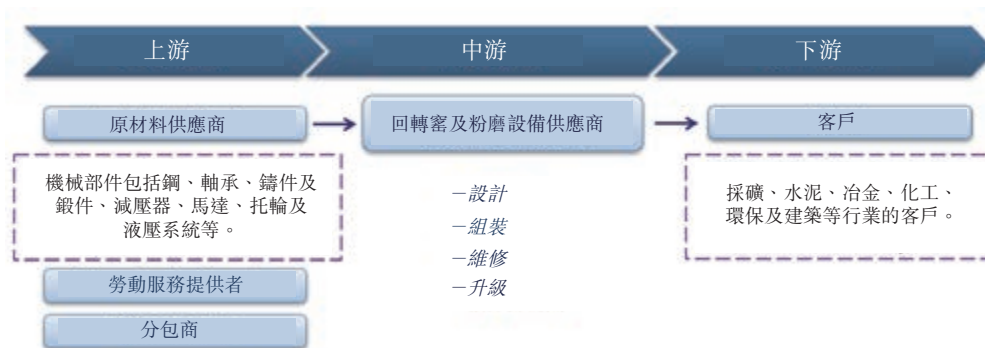 上游
中游
下游
原材料供應商
回轉窰及粉磨設備供應商
客戶
機械部件包括鋼、軸承、鑄件及
鍛件、減壓器、馬達、托輪及
液壓系統等。
－設計
－組裝
－維修
－升級
採礦、水泥、冶金、化工、
環保及建築等行業的客戶。
勞動服務提供者
分包商